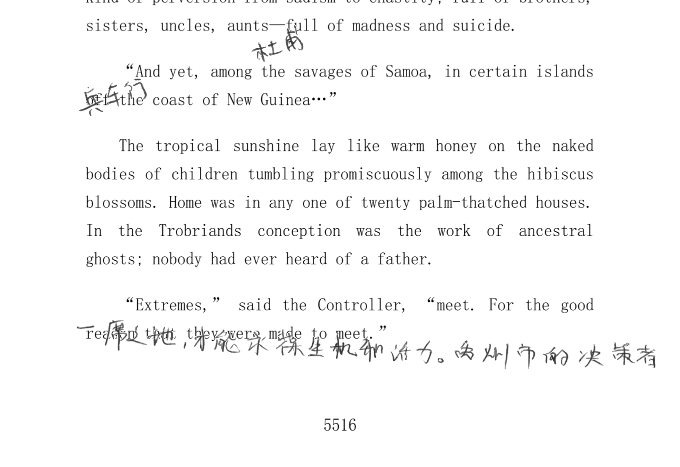 kind of perversion from sadism to chastity; full of brothers,
sisters, uncles, aunts—full of madness and suicide.
杜甫
“And yet, among the savages of Samoa, in certain islands
兵车行
off the coast of New Guinea…”
The tropical sunshine lay like warm honey on the naked
bodies of children tumbling promiscuously among the hibiscus
blossoms. Home was in any one of twenty palm-thatched houses.
In the Trobriands conception was the work of ancestral
ghosts; nobody had ever heard of a father.
“Extremes,” said the Controller, “meet. For the good
reason that they were made to meet.”
一席之地,才能永葆生机和活力。禹州市的决策者
5516